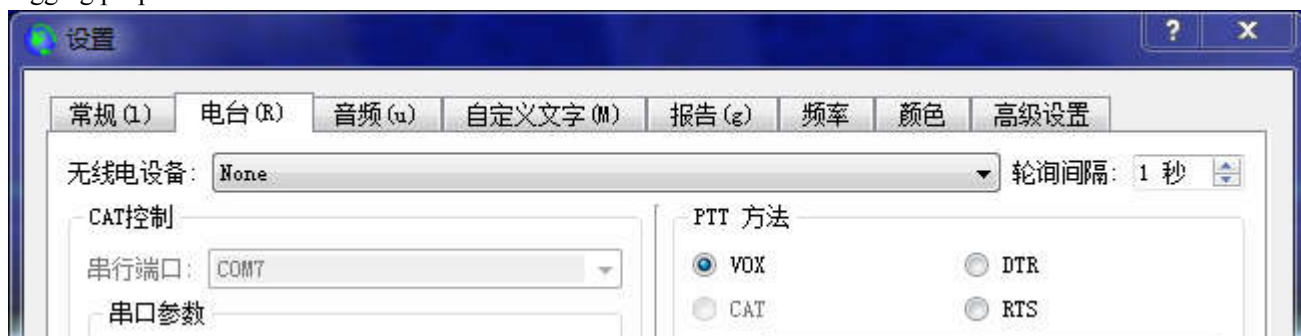 设置
常规(l) 电台(R) 音频(u) 自定义文字(M) 报告(g) 频率 颜色 高级设置
无线电设备: None 轮询间隔: 1 秒
CAT控制 PTT 方法
串行端口: COM7 VOX DTR
串口参数 CAT RTS